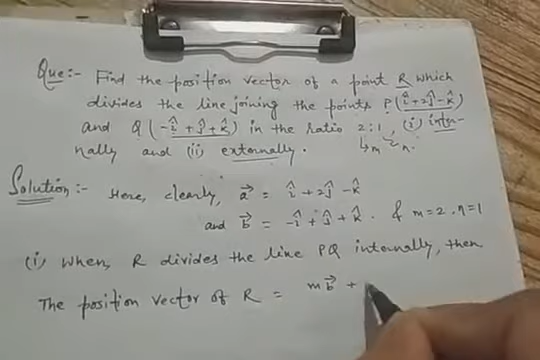 Que:- Find the position vector of a point R which
divides the line joining the points P(î+2ĵ-k̂)
and Q(-î+ĵ+k̂) in the ratio 2:1, (i) inter-
↳m ↳n.
nally and (ii) externally.
Solution:- Here, clearly, a⃗ = î+2ĵ-k̂
and b⃗ = -î+ĵ+k̂. & m=2, n=1
(i) When, R divides the line PQ internally, then
The position vector of R = mb⃗ +